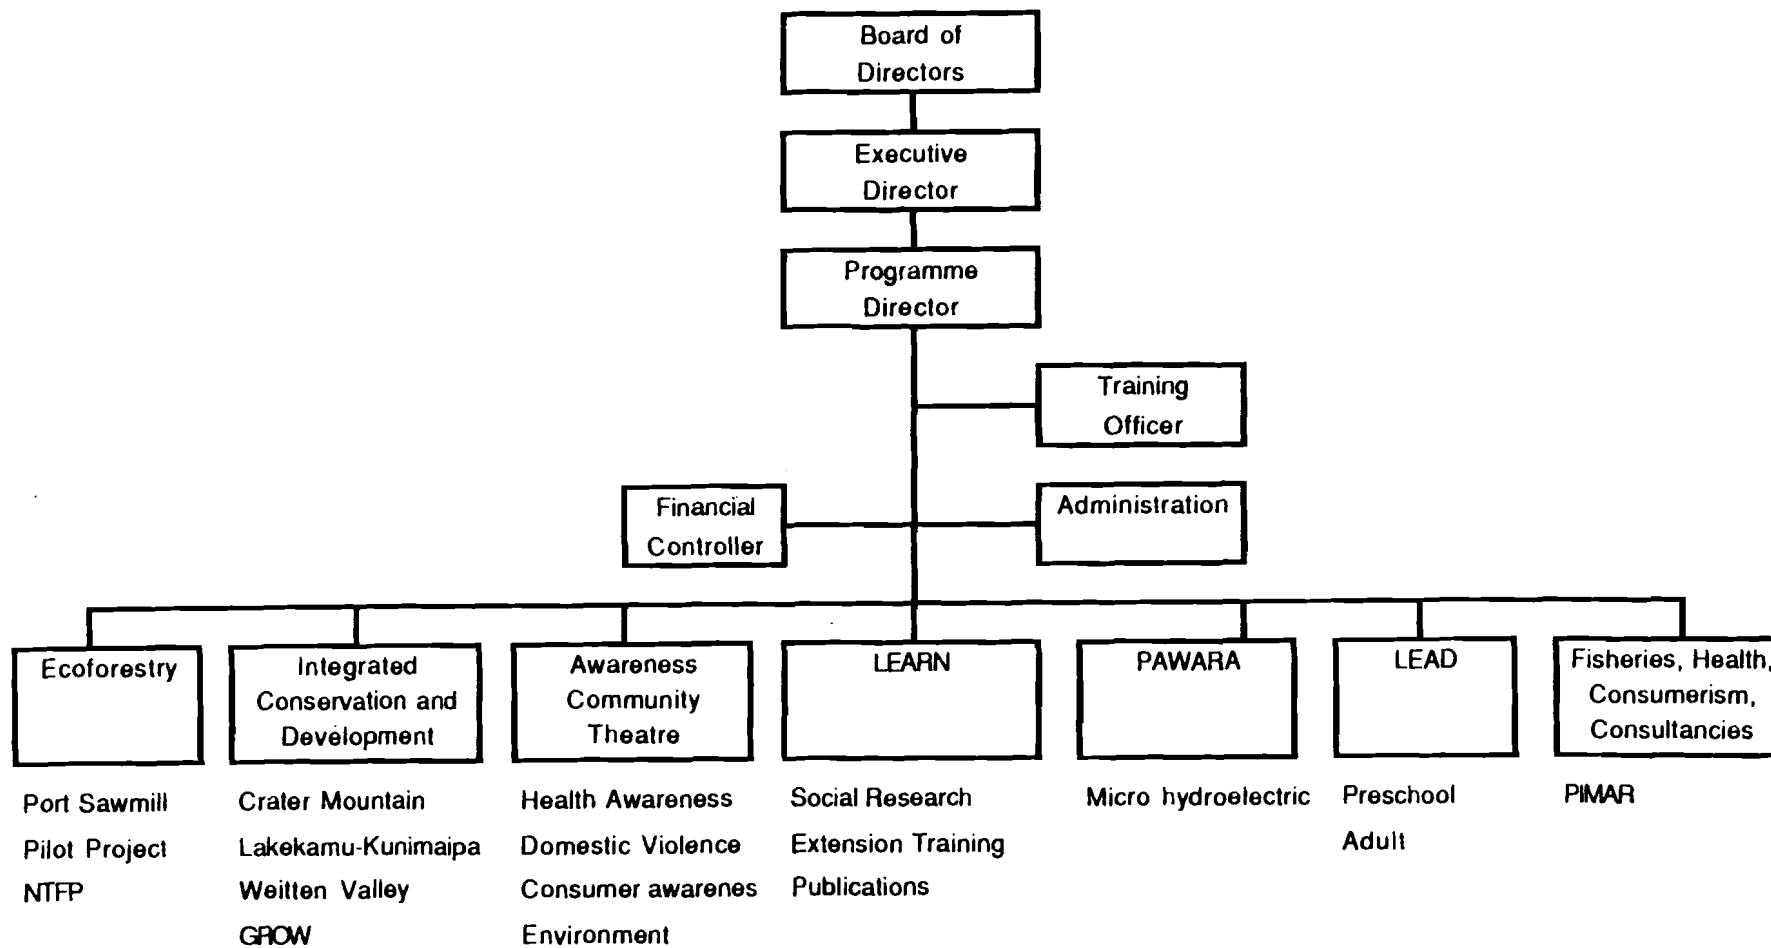 Board of
Directors
Executive
Director
Programme
Director
Training
Officer
Financial
Controller
Administration
Ecoforestry
Integrated
Conservation and
Development
Awareness
Community
Theatre
LEARN
PAWARA
LEAD
Fisheries, Health,
Consumerism,
Consultancies
Port Sawmill
Pilot Project
NTFP
Crater Mountain
Lakekamu-Kunimaipa
Weitten Valley
GROW
Health Awareness
Domestic Violence
Consumer awarenes
Environment
Social Research
Extension Training
Publications
Micro hydroelectric
Preschool
Adult
PIMAR